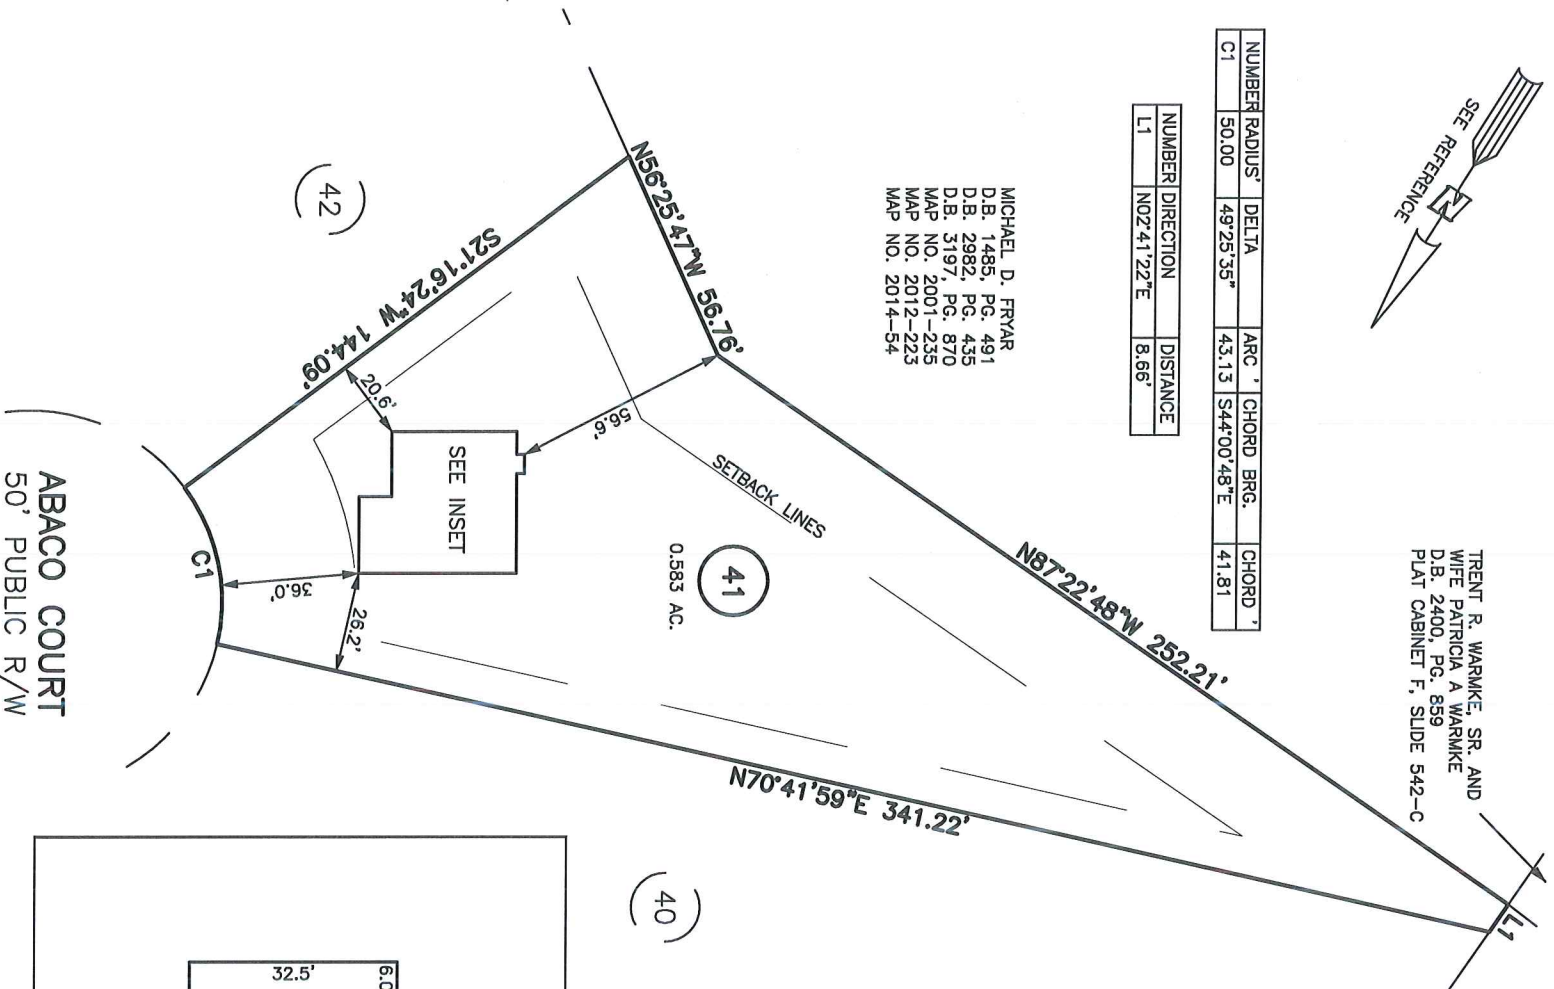 SEE REFERENCE
N
NUMBER RADIUS' DELTA ARC ' CHORD BRG. CHORD '
C1 50.00 49°25'35" 43.13 S44°00'48"E 41.81
NUMBER DIRECTION DISTANCE
L1 N02°41'22"E 8.66'
TRENT R. WARMKE, SR. AND
WIFE PATRICIA A WARMKE
D.B. 2400, PG. 859
PLAT CABINET F, SLIDE 542-C
MICHAEL D. FRYAR
D.B. 1485, PG. 491
D.B. 2982, PG. 435
D.B. 3197, PG. 870
MAP NO. 2001-235
MAP NO. 2012-223
MAP NO. 2014-54
N56°25'47"W 56.76'
N87°22'48"W 252.21'
L1
N70°41'59"E 341.22'
S21°16'24"W 144.09'
(42)
20.6'
56.6'
SETBACK LINES
SEE INSET
41
0.583 AC.
36.0'
26.2'
C1
(40)
ABACO COURT
50' PUBLIC R/W
32.5'